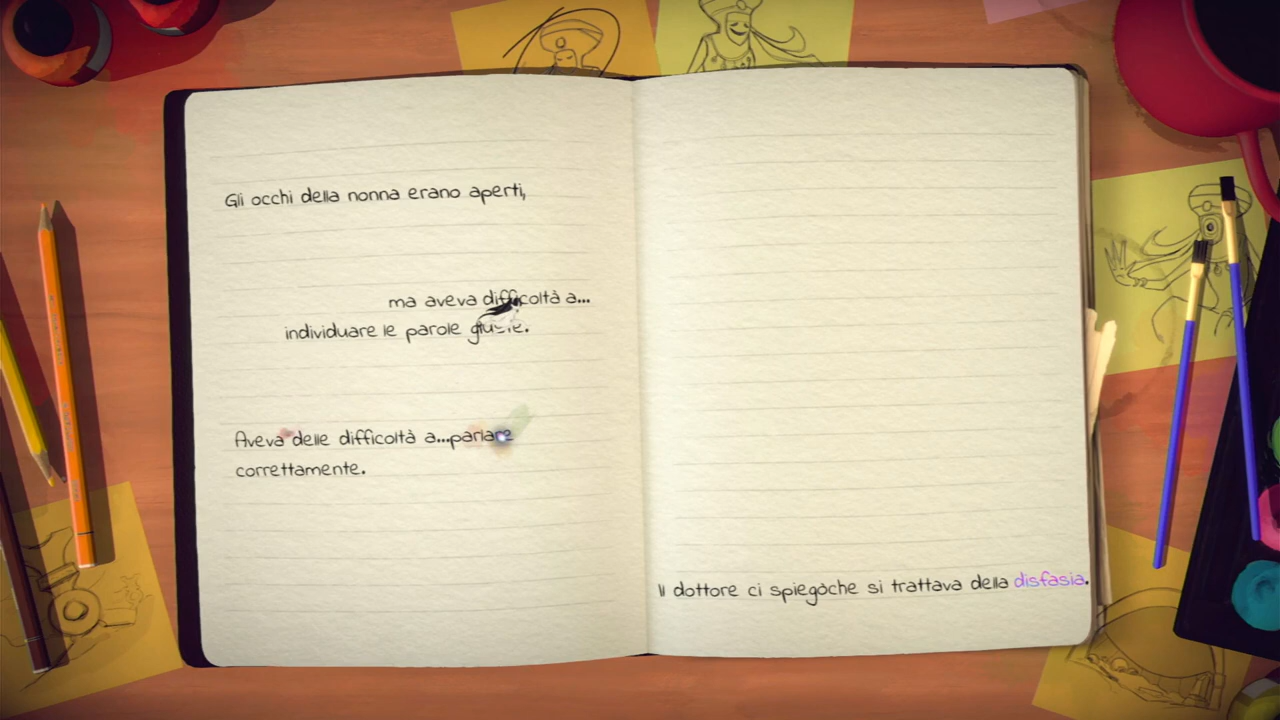 Gli occhi della nonna erano aperti,
ma aveva difficoltà a...
individuare le parole giuste.
Aveva delle difficoltà a...parlare
correttamente.
Il dottore ci spiegòche si trattava della disfasia.